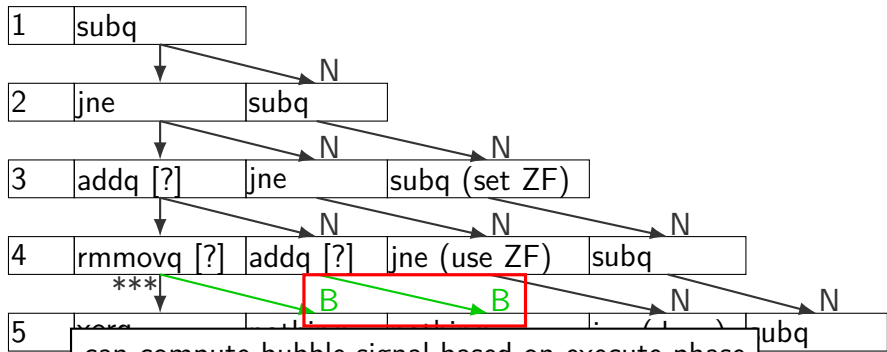 1 subq
N
2 jne subq
N N
3 addq [?] jne subq (set ZF)
N N N
4 rmmovq [?] addq [?] jne (use ZF) subq
*** B B N N
5 subq
can compute bubble signal based on execute phase